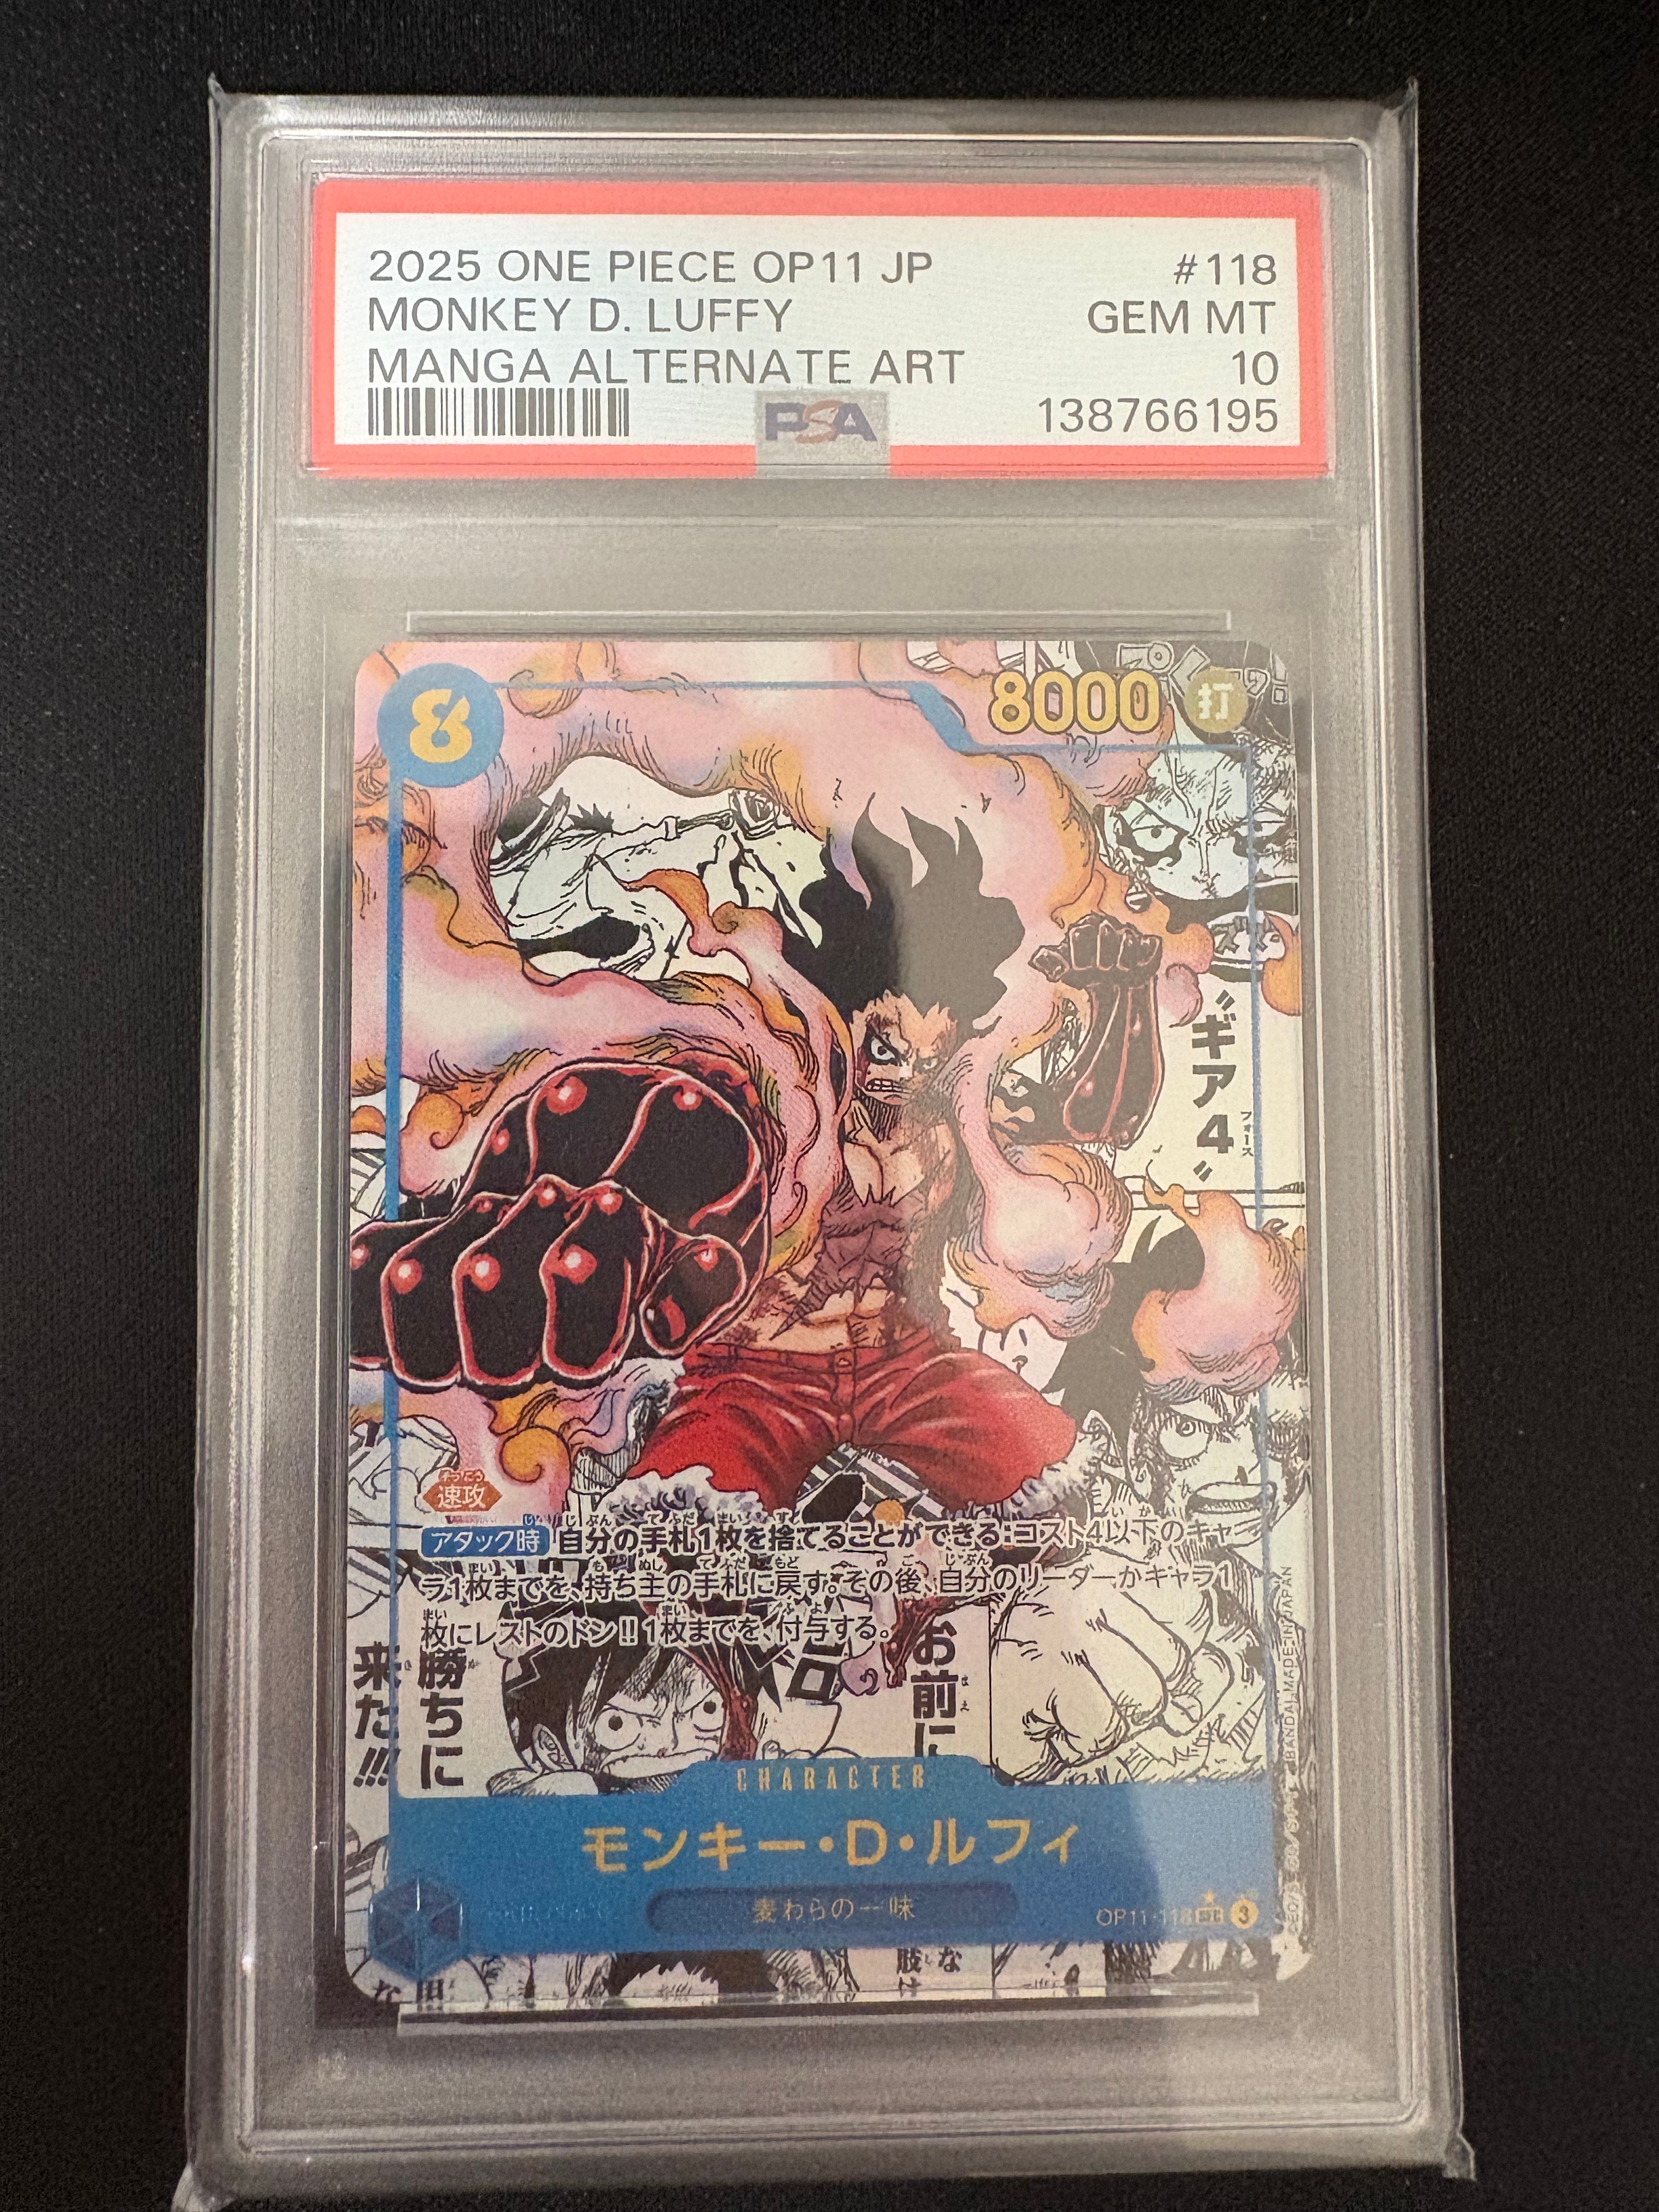 2025 ONE PIECE OP11 JP #118
MONKEY D. LUFFY GEM MT
MANGA ALTERNATE ART 10
PSA 138766195
8
8000 打
〝ギア4〟
フォース
速攻
アタック時 自分の手札1枚を捨てることができる:コスト4以下のキャ
ラ1枚までを、持ち主の手札に戻す。その後、自分のリーダーかキャラ1
枚にレストのドン!!1枚までを、付与する。
お前に
勝ちに
来た!!!
CHARACTER
モンキー・D・ルフィ
麦わらの一味
OP11-118 SEC 3
BANDAI MADE IN JAPAN